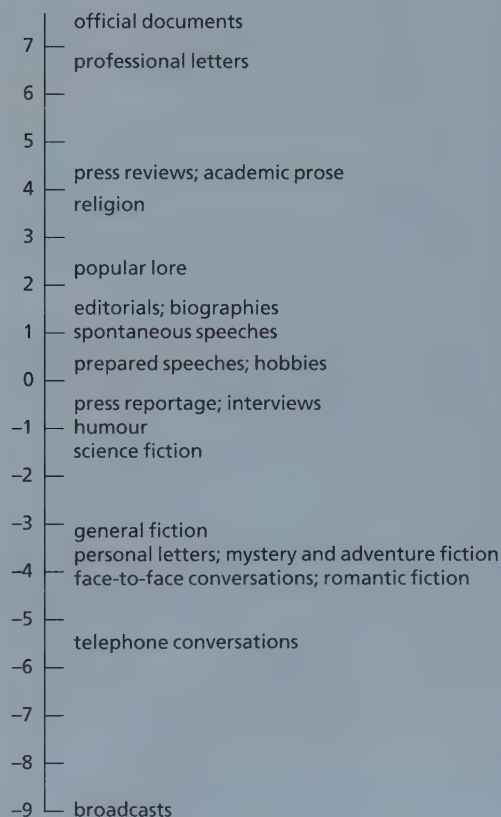 official documents
7
professional letters
6
5
press reviews; academic prose
4
religion
3
popular lore
2
editorials; biographies
1 spontaneous speeches
prepared speeches; hobbies
0
press reportage; interviews
–1 humour
science fiction
–2
–3
general fiction
personal letters; mystery and adventure fiction
–4 face-to-face conversations; romantic fiction
–5
telephone conversations
–6
–7
–8
–9 broadcasts